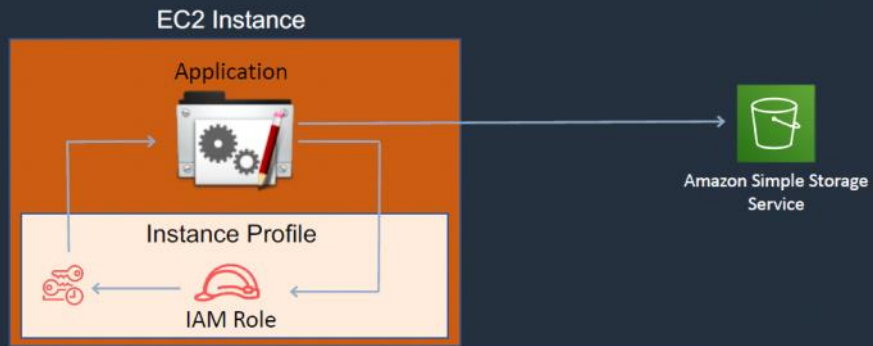 EC2 Instance
Application
Amazon Simple Storage
Service
Instance Profile
IAM Role